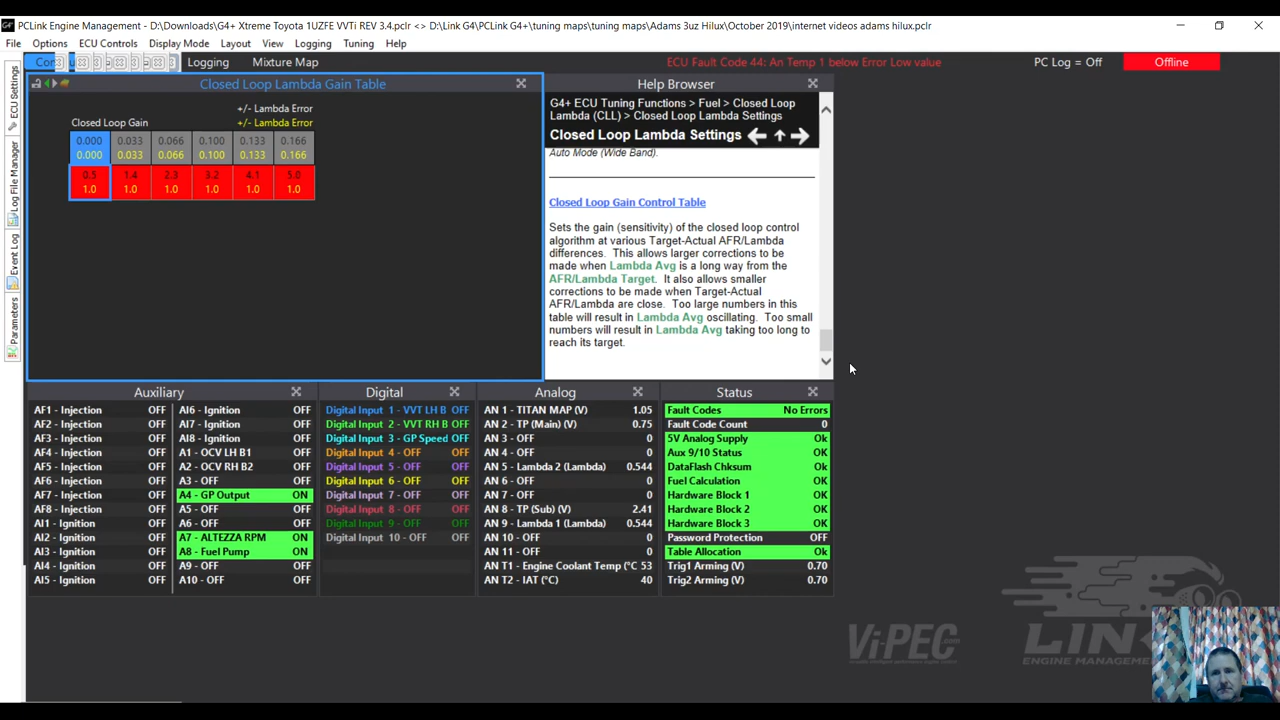 PCLink Engine Management - D:\Downloads\G4+ Xtreme Toyota 1UZFE VVTi REV 3.4.pclr <> D:\Link G4\PCLink G4+\tuning maps\tuning maps\Adams 3uz Hilux\October 2019\internet videos adams hilux.pclr
File Options ECU Controls Display Mode Layout View Logging Tuning Help
Logging Mixture Map ECU Fault Code 44: An Temp 1 below Error Low value PC Log = Off Offline
ECU Settings
Log File Manager
Event Log
Parameters
Closed Loop Lambda Gain Table
+/- Lambda Error
Closed Loop Gain +/- Lambda Error
0.000 0.033 0.066 0.100 0.133 0.166
0.000 0.033 0.066 0.100 0.133 0.166
0.5 1.4 2.3 3.2 4.1 5.0
1.0 1.0 1.0 1.0 1.0 1.0
Help Browser
G4+ ECU Tuning Functions > Fuel > Closed Loop
Lambda (CLL) > Closed Loop Lambda Settings
Closed Loop Lambda Settings
Auto Mode (Wide Band).
Closed Loop Gain Control Table
Sets the gain (sensitivity) of the closed loop control
algorithm at various Target-Actual AFR/Lambda
differences. This allows larger corrections to be
made when Lambda Avg is a long way from the
AFR/Lambda Target. It also allows smaller
corrections to be made when Target-Actual
AFR/Lambda are close. Too large numbers in this
table will result in Lambda Avg oscillating. Too small
numbers will result in Lambda Avg taking too long to
reach its target.
Auxiliary
AF1 - Injection OFF AI6 - Ignition OFF
AF2 - Injection OFF AI7 - Ignition OFF
AF3 - Injection OFF AI8 - Ignition OFF
AF4 - Injection OFF A1 - OCV LH B1 OFF
AF5 - Injection OFF A2 - OCV RH B2 OFF
AF6 - Injection OFF A3 - OFF OFF
AF7 - Injection OFF A4 - GP Output ON
AF8 - Injection OFF A5 - OFF OFF
AI1 - Ignition OFF A6 - OFF OFF
AI2 - Ignition OFF A7 - ALTEZZA RPM ON
AI3 - Ignition OFF A8 - Fuel Pump ON
AI4 - Ignition OFF A9 - OFF OFF
AI5 - Ignition OFF A10 - OFF OFF
Digital
Digital Input 1 - VVT LH B OFF
Digital Input 2 - VVT RH B OFF
Digital Input 3 - GP Speed OFF
Digital Input 4 - OFF OFF
Digital Input 5 - OFF OFF
Digital Input 6 - OFF OFF
Digital Input 7 - OFF OFF
Digital Input 8 - OFF OFF
Digital Input 9 - OFF OFF
Digital Input 10 - OFF OFF
Analog
AN 1 - TITAN MAP (V) 1.05
AN 2 - TP (Main) (V) 0.75
AN 3 - OFF 0
AN 4 - OFF 0
AN 5 - Lambda 2 (Lambda) 0.544
AN 6 - OFF 0
AN 7 - OFF 0
AN 8 - TP (Sub) (V) 2.41
AN 9 - Lambda 1 (Lambda) 0.544
AN 10 - OFF 0
AN 11 - OFF 0
AN T1 - Engine Coolant Temp (°C 53
AN T2 - IAT (°C) 40
Status
Fault Codes No Errors
Fault Code Count 0
5V Analog Supply Ok
Aux 9/10 Status OK
DataFlash Chksum Ok
Fuel Calculation OK
Hardware Block 1 OK
Hardware Block 2 OK
Hardware Block 3 OK
Password Protection OFF
Table Allocation Ok
Trig1 Arming (V) 0.70
Trig2 Arming (V) 0.70
Vi-PEC
LINK
ENGINE MANAGEMEN